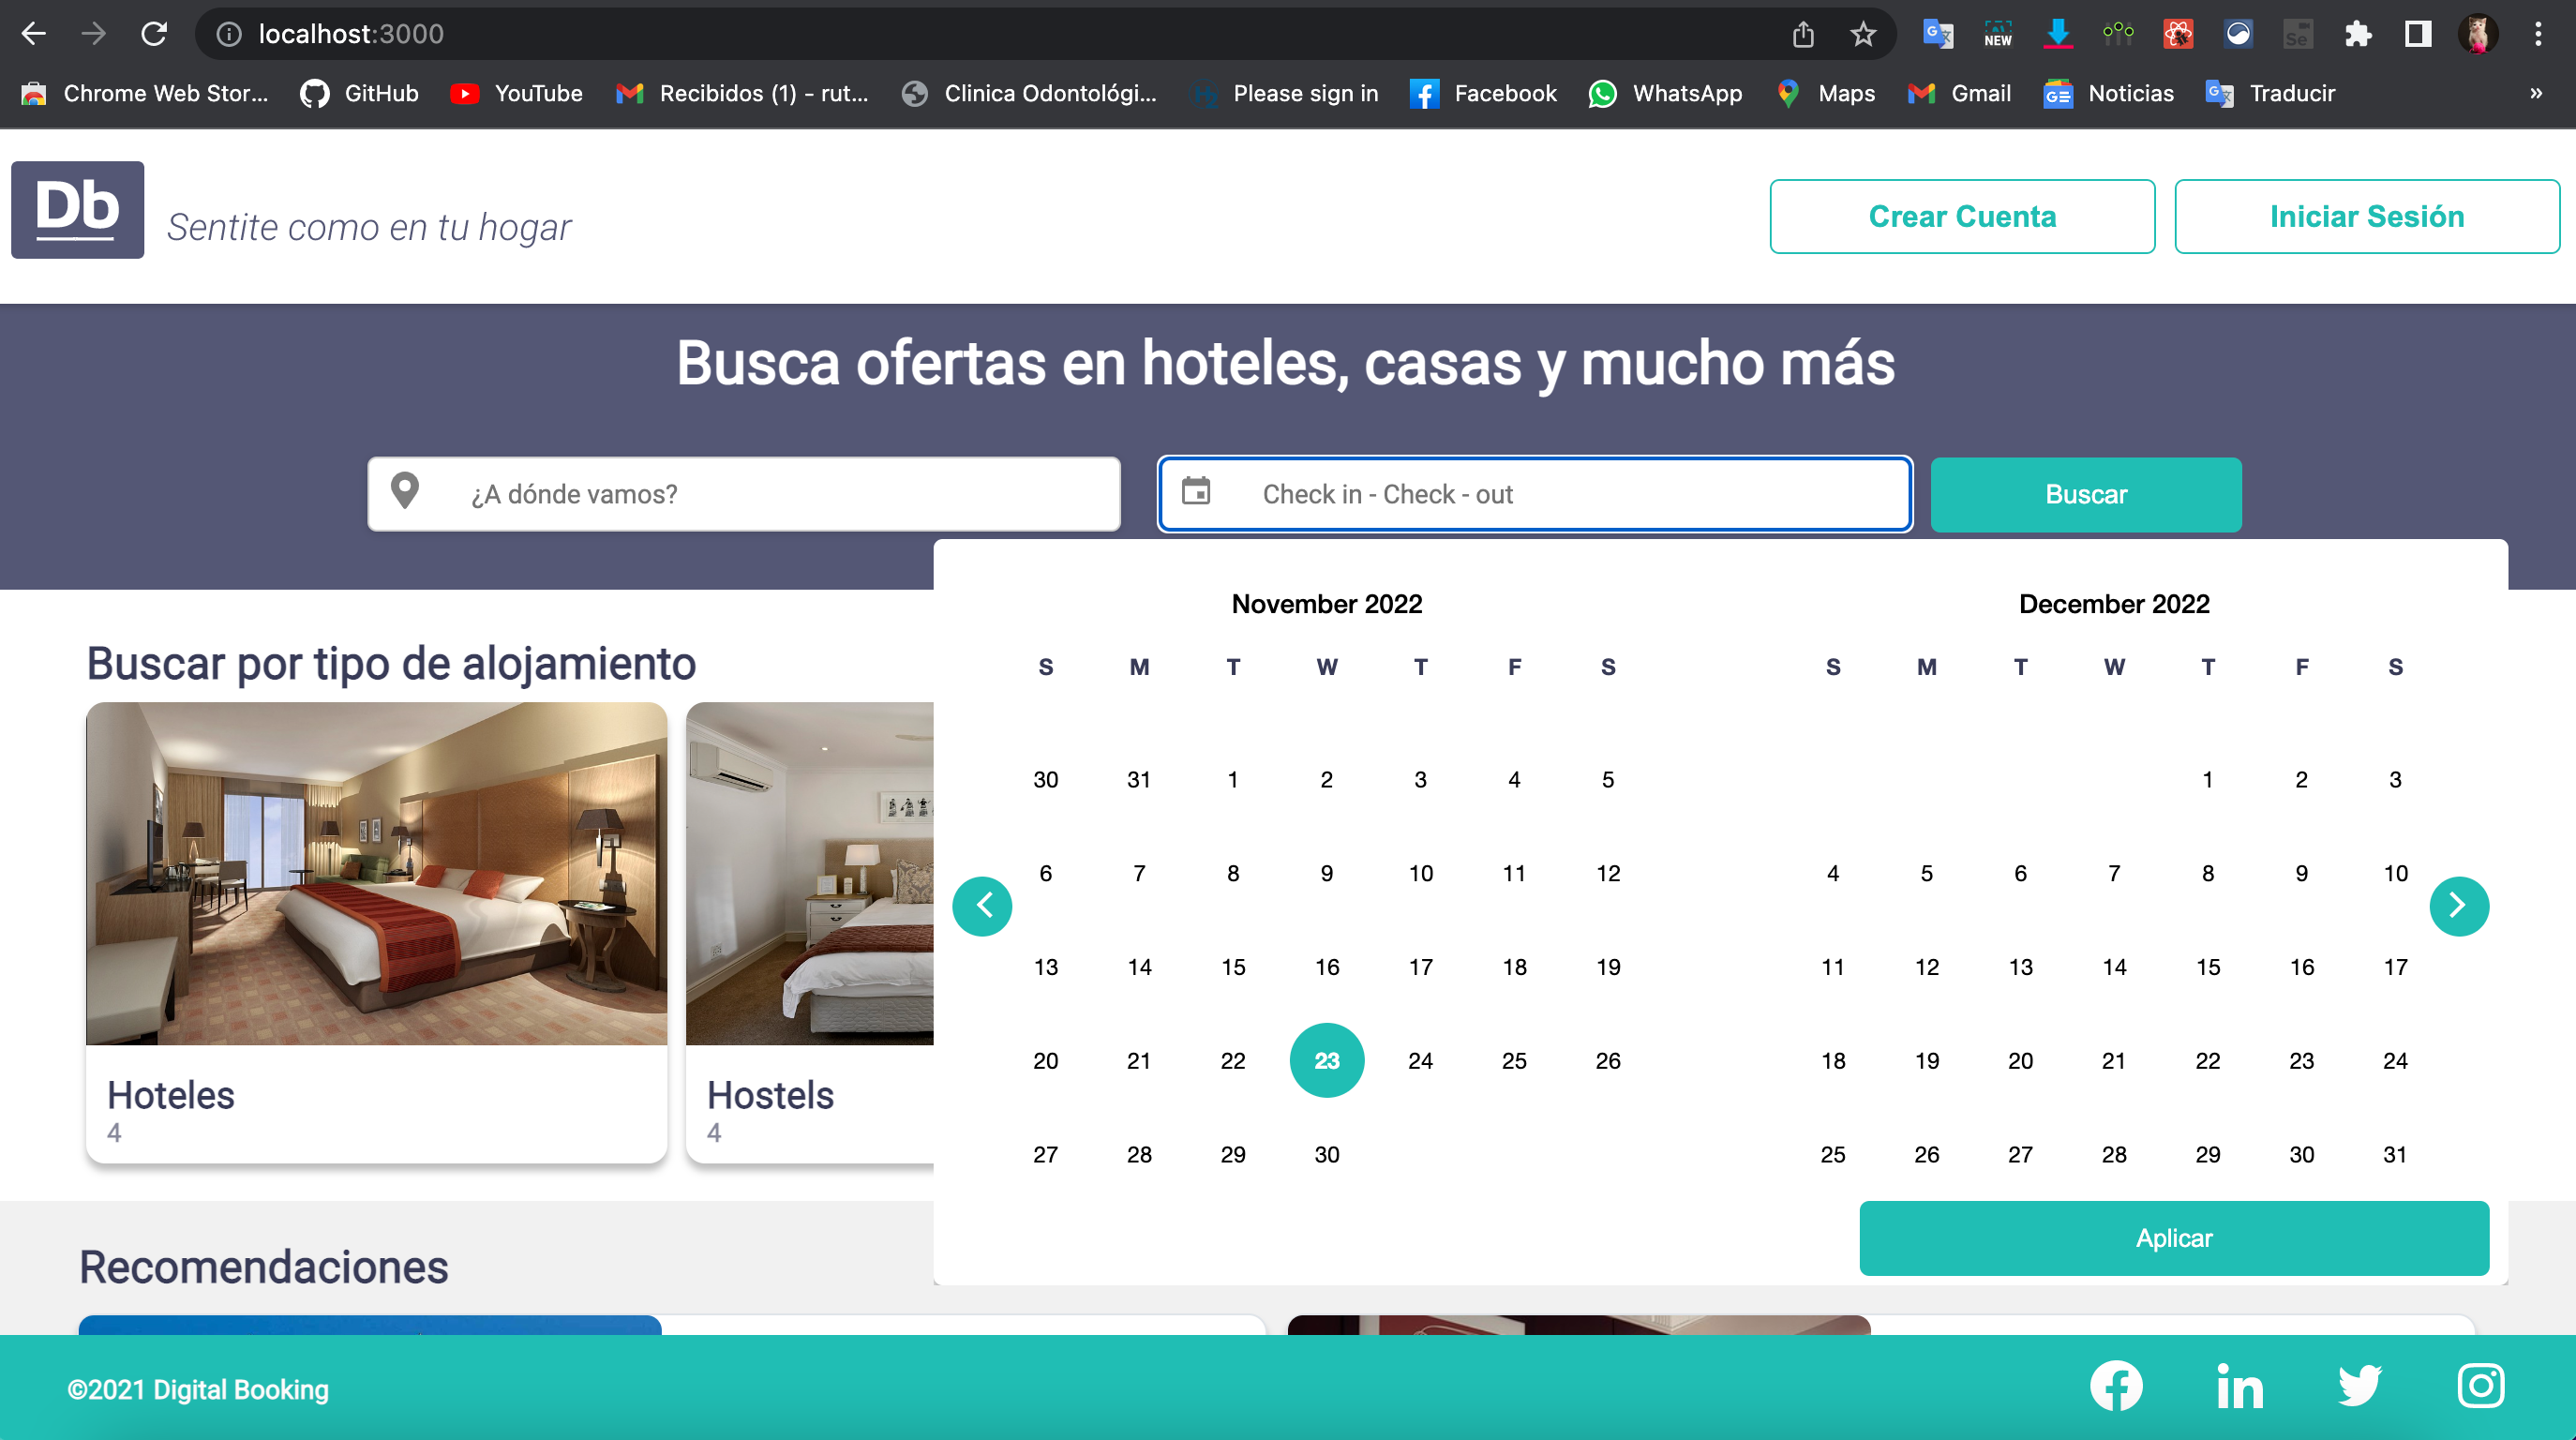 localhost:3000
NEW
Se
Chrome Web Stor... GitHub YouTube Recibidos (1) - rut... Clinica Odontológi... Please sign in Facebook WhatsApp Maps Gmail Noticias Traducir »
Db
Sentite como en tu hogar
Crear Cuenta
Iniciar Sesión
Busca ofertas en hoteles, casas y mucho más
¿A dónde vamos?
Check in - Check - out
Buscar
Buscar por tipo de alojamiento
Hoteles
4
Hostels
4
November 2022
S M T W T F S
30 31 1 2 3 4 5
6 7 8 9 10 11 12
13 14 15 16 17 18 19
20 21 22 23 24 25 26
27 28 29 30
December 2022
S M T W T F S
1 2 3
4 5 6 7 8 9 10
11 12 13 14 15 16 17
18 19 20 21 22 23 24
25 26 27 28 29 30 31
Aplicar
Recomendaciones
©2021 Digital Booking